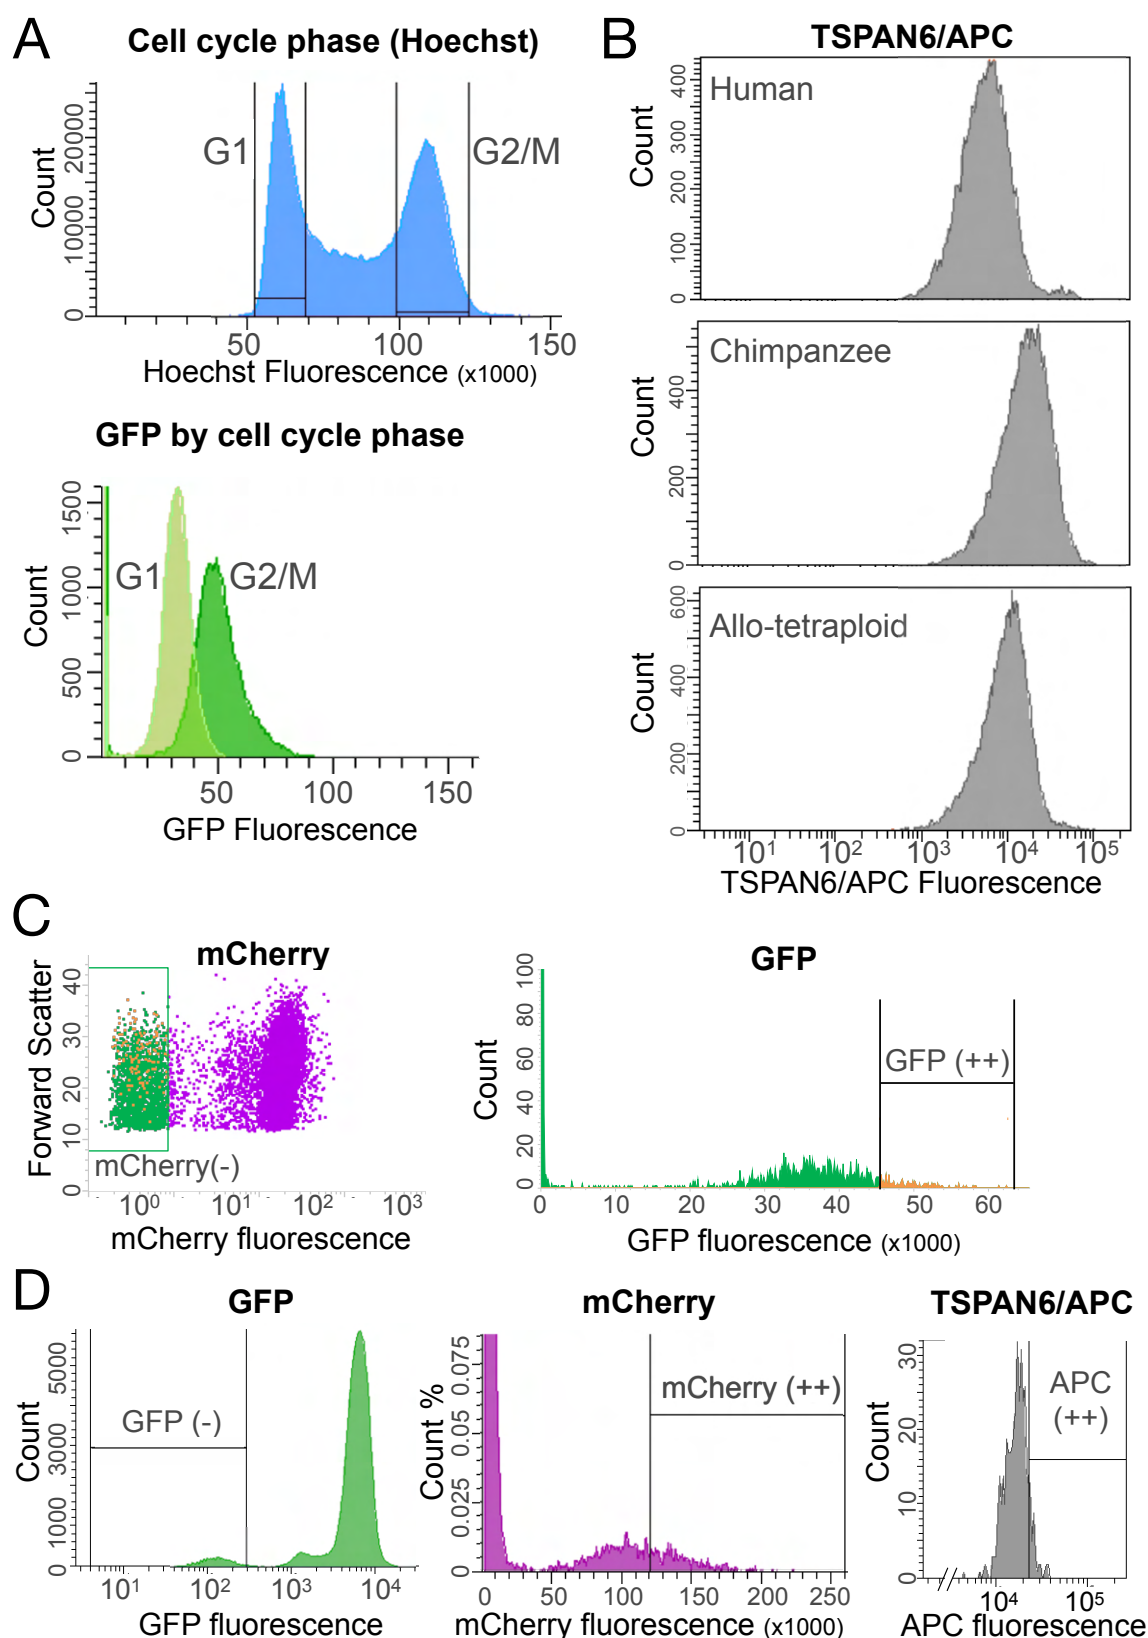 A
Cell cycle phase (Hoechst)
Count
0
10000
20000
G1
G2/M
50
100
150
Hoechst Fluorescence (x1000)
GFP by cell cycle phase
Count
0
500
1000
1500
G1
G2/M
50
100
150
GFP Fluorescence
B
TSPAN6/APC
Human
Count
0
100
200
300
400
Chimpanzee
Count
0
200
400
Allo-tetraploid
Count
0
200
400
600
10¹
10²
10³
10⁴
10⁵
TSPAN6/APC Fluorescence
C
mCherry
Forward Scatter
0
10
20
30
40
mCherry(-)
10⁰
10¹
10²
10³
mCherry fluorescence
GFP
Count
0
20
40
60
80
100
GFP (++)
0
10
20
30
40
50
60
GFP fluorescence (x1000)
D
GFP
Count
0
1000
3000
5000
GFP (-)
10¹
10²
10³
10⁴
GFP fluorescence
mCherry
Count %
0
0.025
0.05
0.075
mCherry (++)
0
50
100
150
200
250
mCherry fluorescence (x1000)
TSPAN6/APC
Count
0
10
20
30
APC
(++)
10⁴
10⁵
APC fluorescence